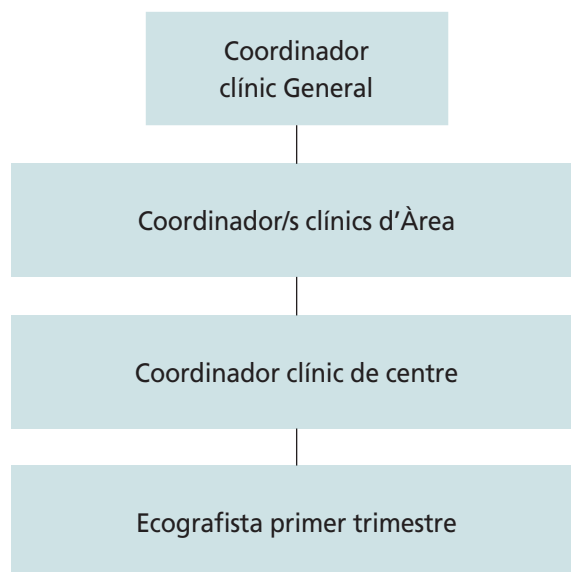 Coordinador
clínic General
Coordinador/s clínics d’Àrea
Coordinador clínic de centre
Ecografista primer trimestre